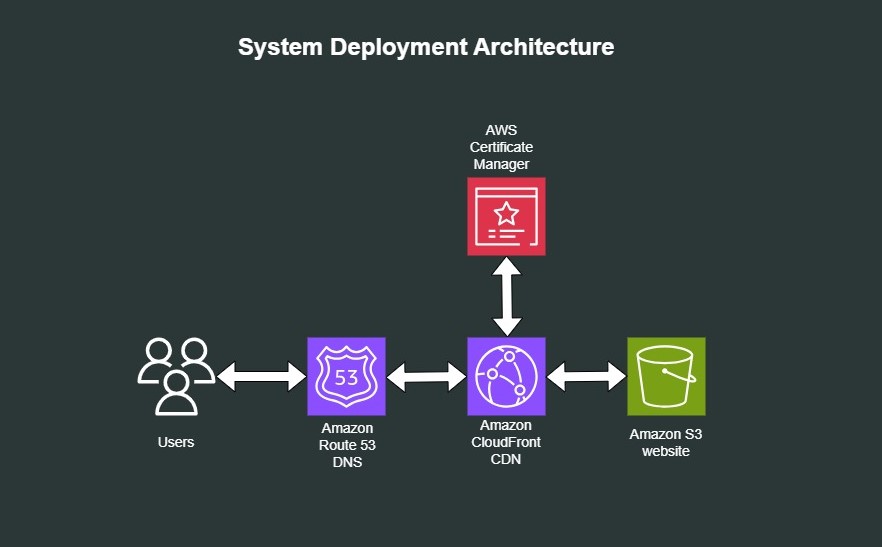 System Deployment Architecture
AWS
Certificate
Manager
53
Users
Amazon
Route 53
DNS
Amazon
CloudFront
CDN
Amazon S3
website